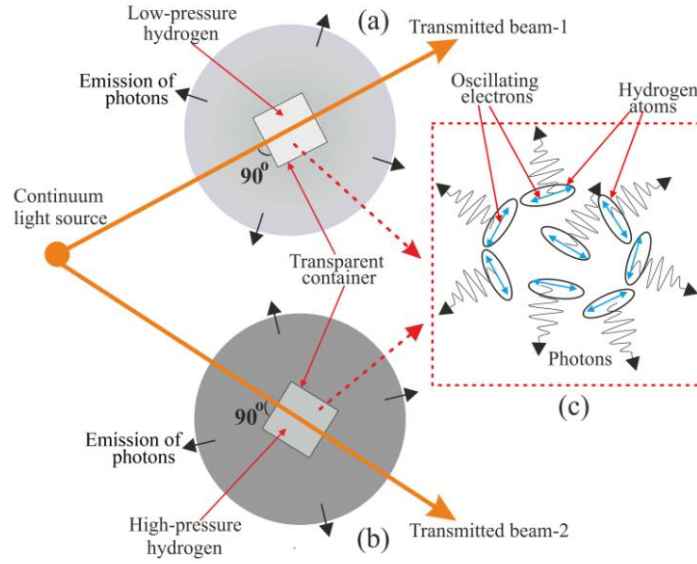 Low-pressure
hydrogen
(a)
Transmitted beam-1
Emission of
photons
90°
Oscillating
electrons
Hydrogen
atoms
Continuum
light source
Transparent
container
Photons
(c)
90°
Emission of
photons
High-pressure
hydrogen
(b)
Transmitted beam-2